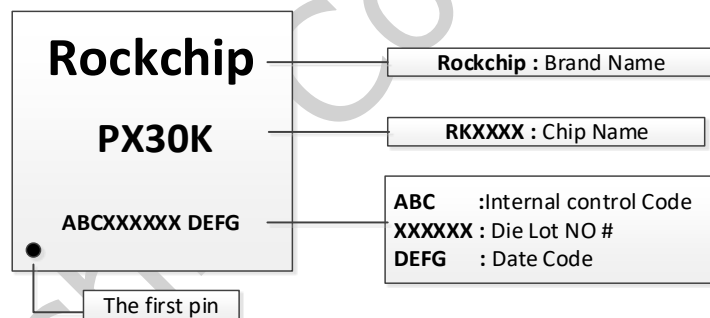 Rockchip
PX30K
ABCXXXXXX DEFG
The first pin
Rockchip : Brand Name
RKXXXX : Chip Name
ABC :Internal control Code
XXXXXX : Die Lot NO #
DEFG : Date Code